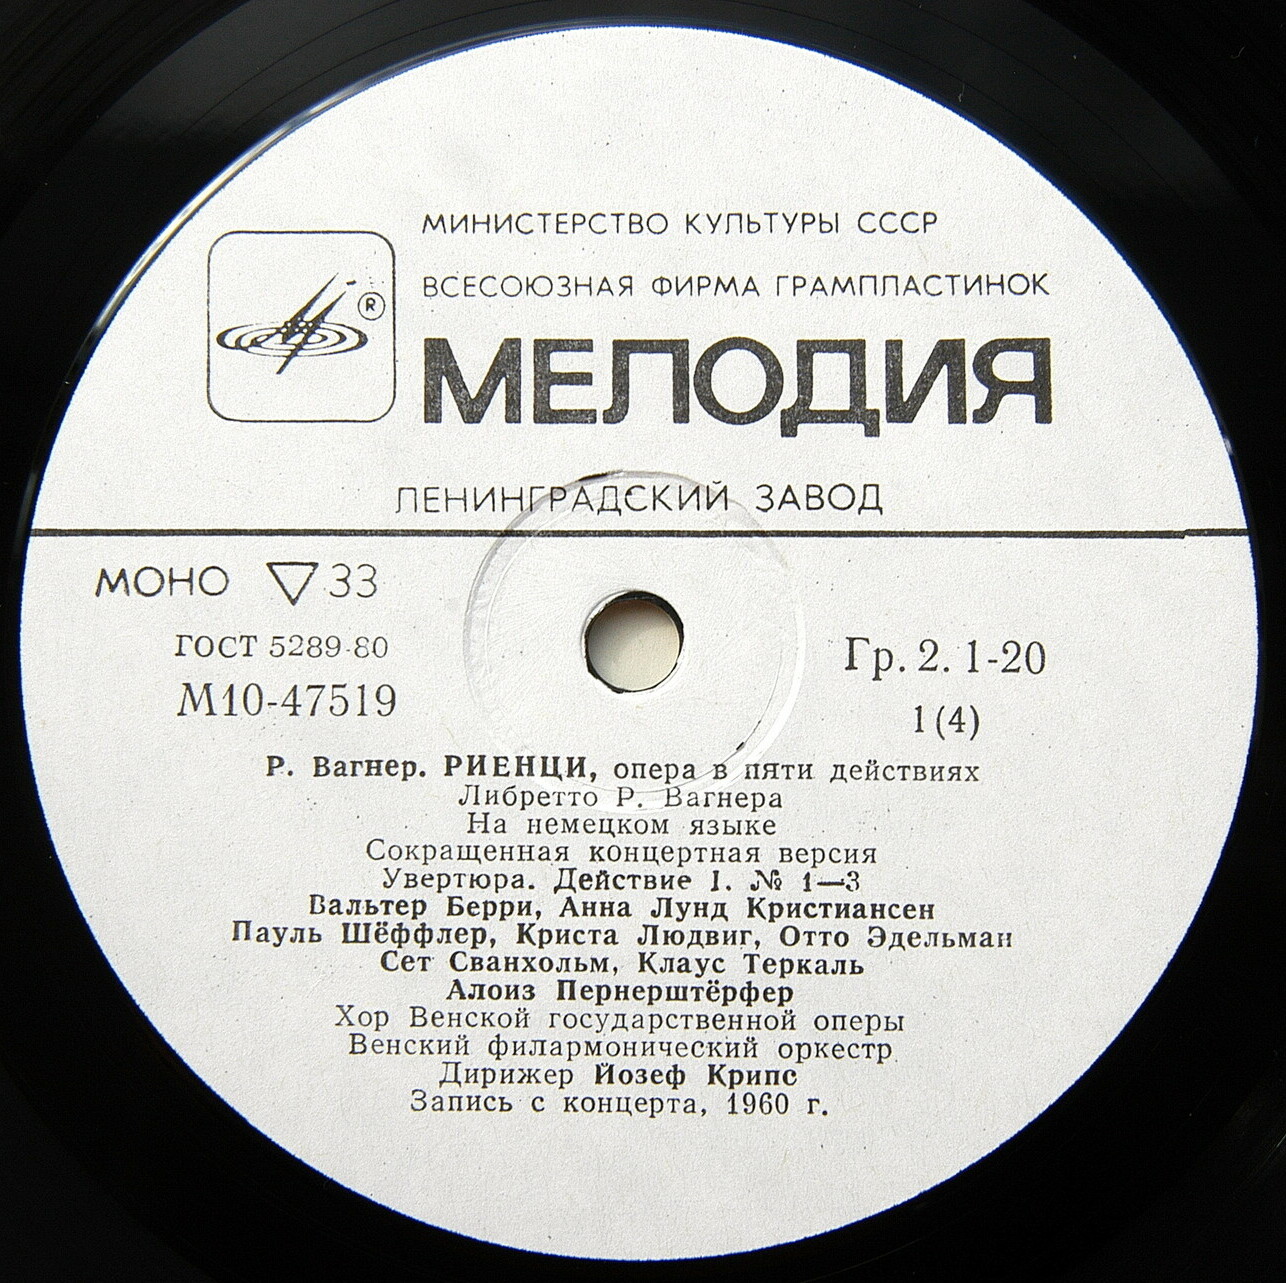 МИНИСТЕРСТВО КУЛЬТУРЫ СССР
ВСЕСОЮЗНАЯ ФИРМА ГРАМПЛАСТИНОК
®
МЕЛОДИЯ
ЛЕНИНГРАДСКИЙ ЗАВОД
МОНО ▽ 33
ГОСТ 5289-80
Гр. 2. 1-20
М10-47519
1 (4)
Р. Вагнер. РИЕНЦИ, опера в пяти действиях
Либретто Р. Вагнера
На немецком языке
Сокращенная концертная версия
Увертюра. Действие I. № 1—3
Вальтер Берри, Анна Лунд Кристиансен
Пауль Шёффлер, Криста Людвиг, Отто Эдельман
Сет Сванхольм, Клаус Теркаль
Алоиз Пернерштёрфер
Хор Венской государственной оперы
Венский филармонический оркестр
Дирижер Йозеф Крипс
Запись с концерта, 1960 г.